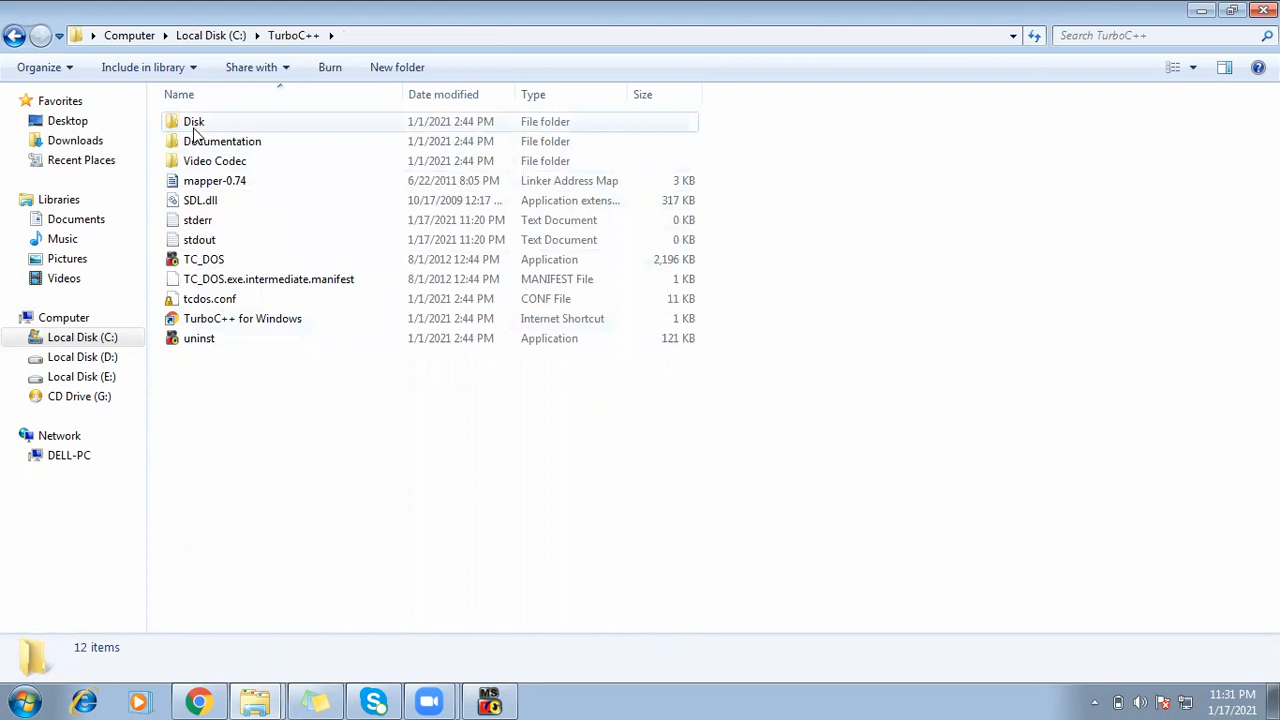 Computer Local Disk (C:) TurboC++ Search TurboC++
Organize Include in library Share with Burn New folder
Name Date modified Type Size
Favorites
Desktop
Downloads
Recent Places
Libraries
Documents
Music
Pictures
Videos
Computer
Local Disk (C:)
Local Disk (D:)
Local Disk (E:)
CD Drive (G:)
Network
DELL-PC
Disk 1/1/2021 2:44 PM File folder
Documentation 1/1/2021 2:44 PM File folder
Video Codec 1/1/2021 2:44 PM File folder
mapper-0.74 6/22/2011 8:05 PM Linker Address Map 3 KB
SDL.dll 10/17/2009 12:17 ... Application extens... 317 KB
stderr 1/17/2021 11:20 PM Text Document 0 KB
stdout 1/17/2021 11:20 PM Text Document 0 KB
TC_DOS 8/1/2012 12:44 PM Application 2,196 KB
TC_DOS.exe.intermediate.manifest 8/1/2012 12:44 PM MANIFEST File 1 KB
tcdos.conf 1/1/2021 2:44 PM CONF File 11 KB
TurboC++ for Windows 1/1/2021 2:44 PM Internet Shortcut 1 KB
uninst 1/1/2021 2:44 PM Application 121 KB
12 items
MS
11:31 PM
1/17/2021